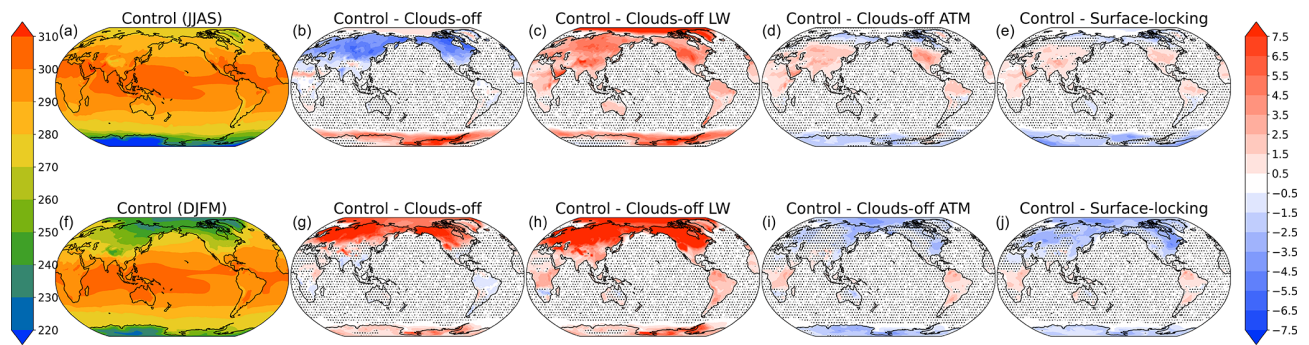 Control (JJAS)
Control - Clouds-off
Control - Clouds-off LW
Control - Clouds-off ATM
Control - Surface-locking
(a)
(b)
(c)
(d)
(e)
310
300
290
280
270
260
250
240
230
220
7.5
6.5
5.5
4.5
3.5
2.5
1.5
0.5
−0.5
−1.5
−2.5
−3.5
−4.5
−5.5
−6.5
−7.5
Control (DJFM)
Control - Clouds-off
Control - Clouds-off LW
Control - Clouds-off ATM
Control - Surface-locking
(f)
(g)
(h)
(i)
(j)